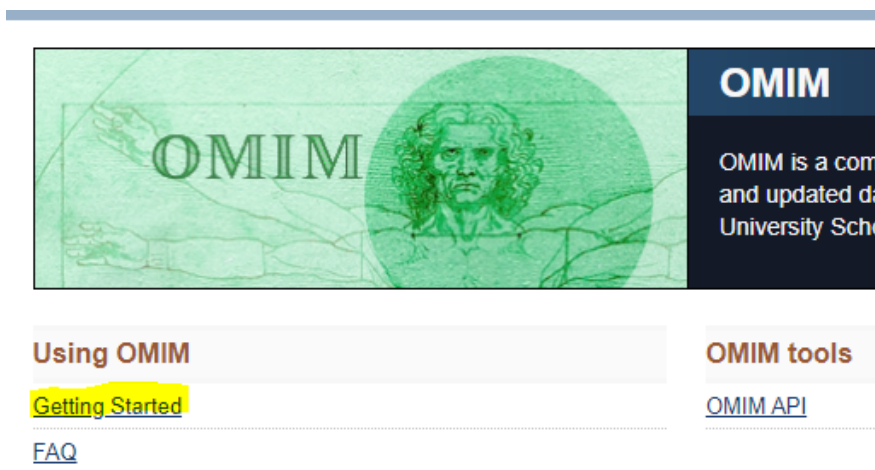 OMIM
OMIM
OMIM is a com
and updated da
University Scho
Using OMIM
Getting Started
FAQ
OMIM tools
OMIM API